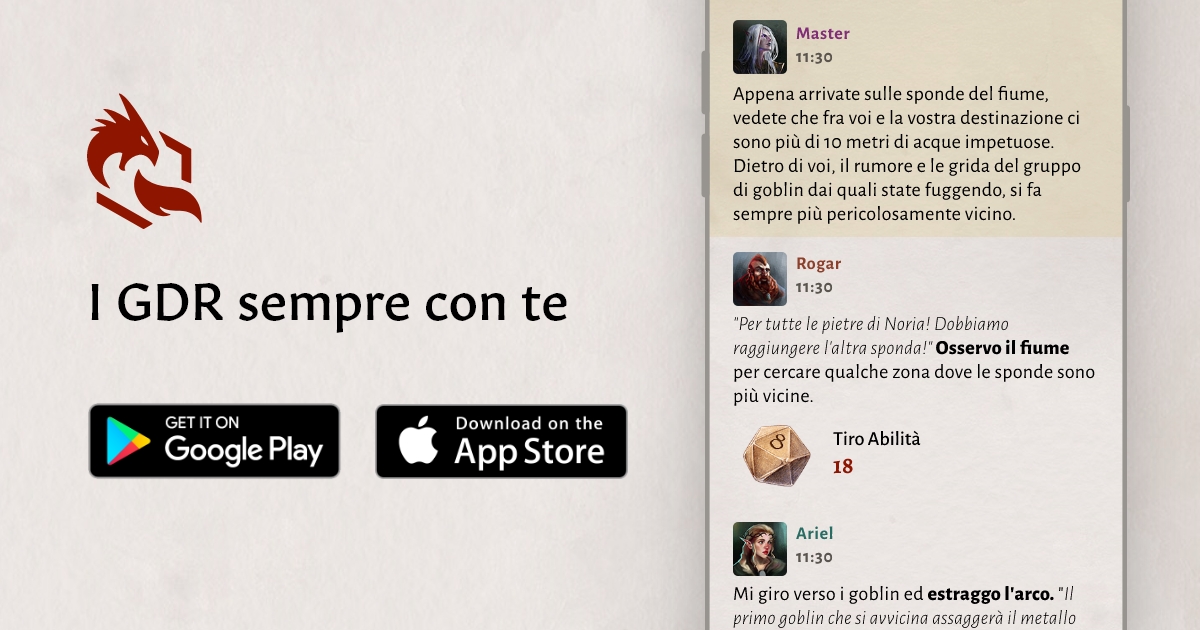 I GDR sempre con te
GET IT ON
Google Play
Download on the
App Store
Master
11:30
Appena arrivate sulle sponde del fiume,
vedete che fra voi e la vostra destinazione ci
sono più di 10 metri di acque impetuose.
Dietro di voi, il rumore e le grida del gruppo
di goblin dai quali state fuggendo, si fa
sempre più pericolosamente vicino.
Rogar
11:30
"Per tutte le pietre di Noria! Dobbiamo
raggiungere l'altra sponda!" Osservo il fiume
per cercare qualche zona dove le sponde sono
più vicine.
8
Tiro Abilità
18
Ariel
11:30
Mi giro verso i goblin ed estraggo l'arco. "Il
primo goblin che si avvicina assaggerà il metallo